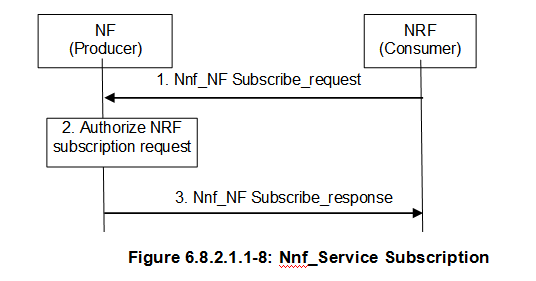 NF
(Producer)
NRF
(Consumer)
1. Nnf_NF Subscribe_request
2. Authorize NRF
subscription request
3. Nnf_NF Subscribe_response
Figure 6.8.2.1.1-8: Nnf_Service Subscription